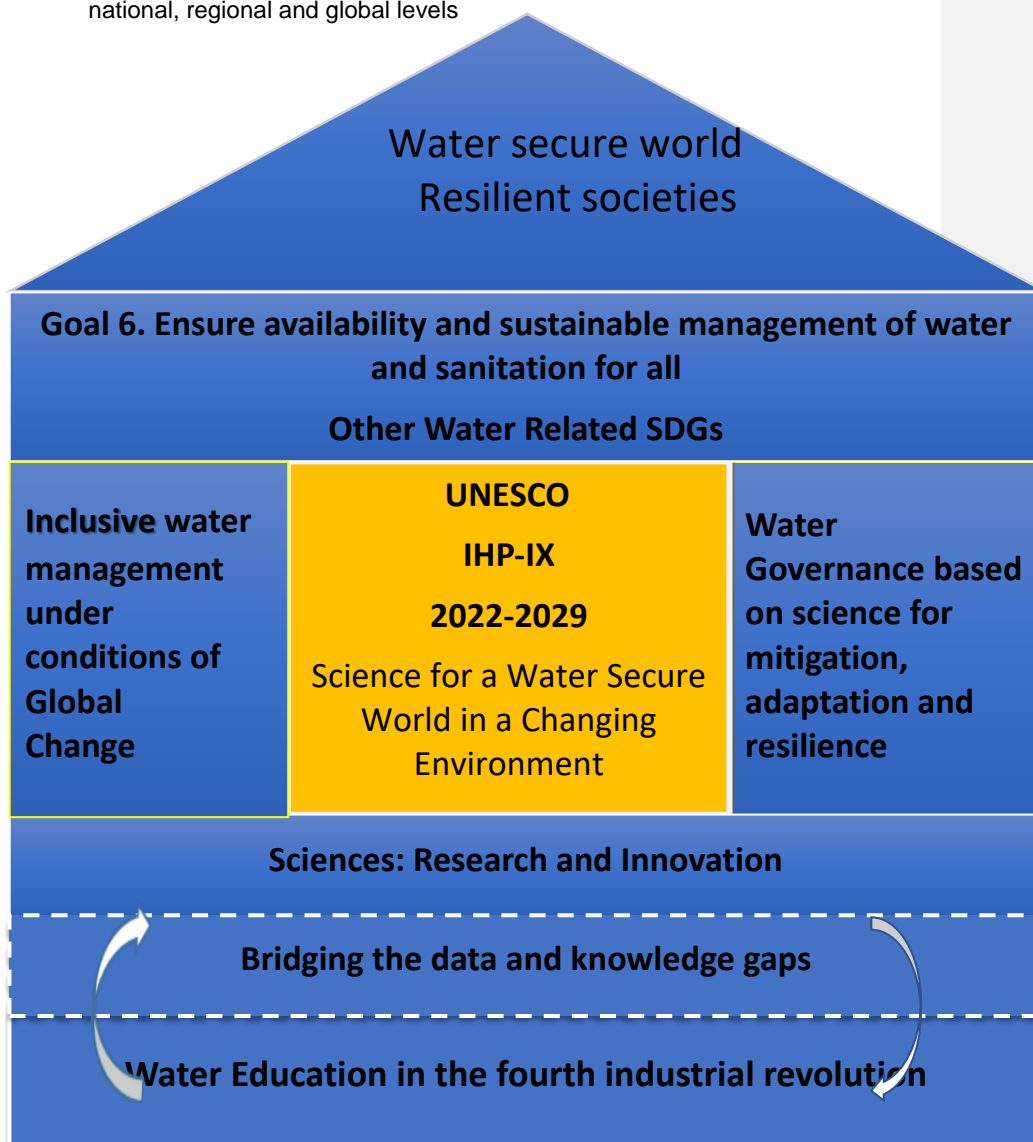 national, regional and global levels
Water secure world
Resilient societies
Goal 6. Ensure availability and sustainable management of water
and sanitation for all
Other Water Related SDGs
Inclusive water
management
under
conditions of
Global
Change
UNESCO
IHP-IX
2022-2029
Science for a Water Secure
World in a Changing
Environment
Water
Governance based
on science for
mitigation,
adaptation and
resilience
Sciences: Research and Innovation
Bridging the data and knowledge gaps
Water Education in the fourth industrial revolution